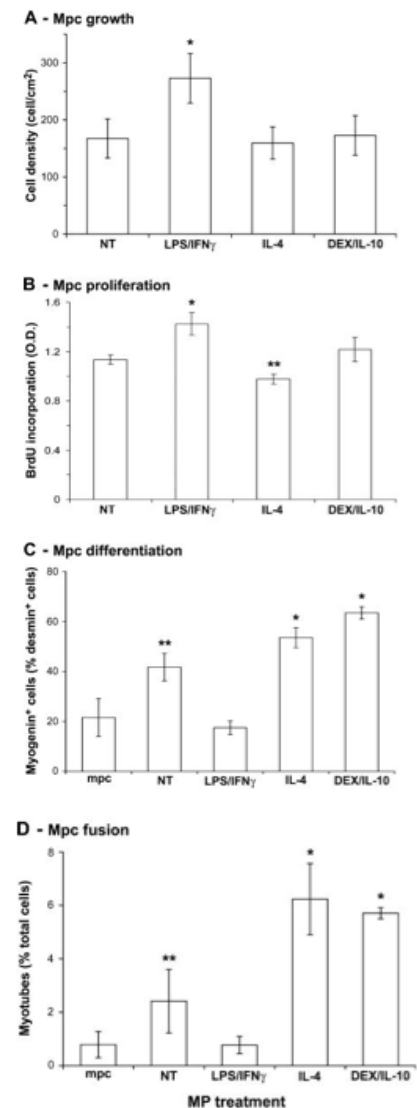 A - Mpc growth
Cell density (cell/cm²)
300
200
100
0
*
NT LPS/IFNγ IL-4 DEX/IL-10
B - Mpc proliferation
BrdU incorporation (O.D.)
1.6
1.2
0.8
0.4
0
*
**
NT LPS/IFNγ IL-4 DEX/IL-10
C - Mpc differentiation
Myogenin⁺ cells (% desmin⁺ cells)
80
60
40
20
0
**
*
*
mpc NT LPS/IFNγ IL-4 DEX/IL-10
D - Mpc fusion
Myotubes (% total cells)
8
6
4
2
0
**
*
*
mpc NT LPS/IFNγ IL-4 DEX/IL-10
MP treatment